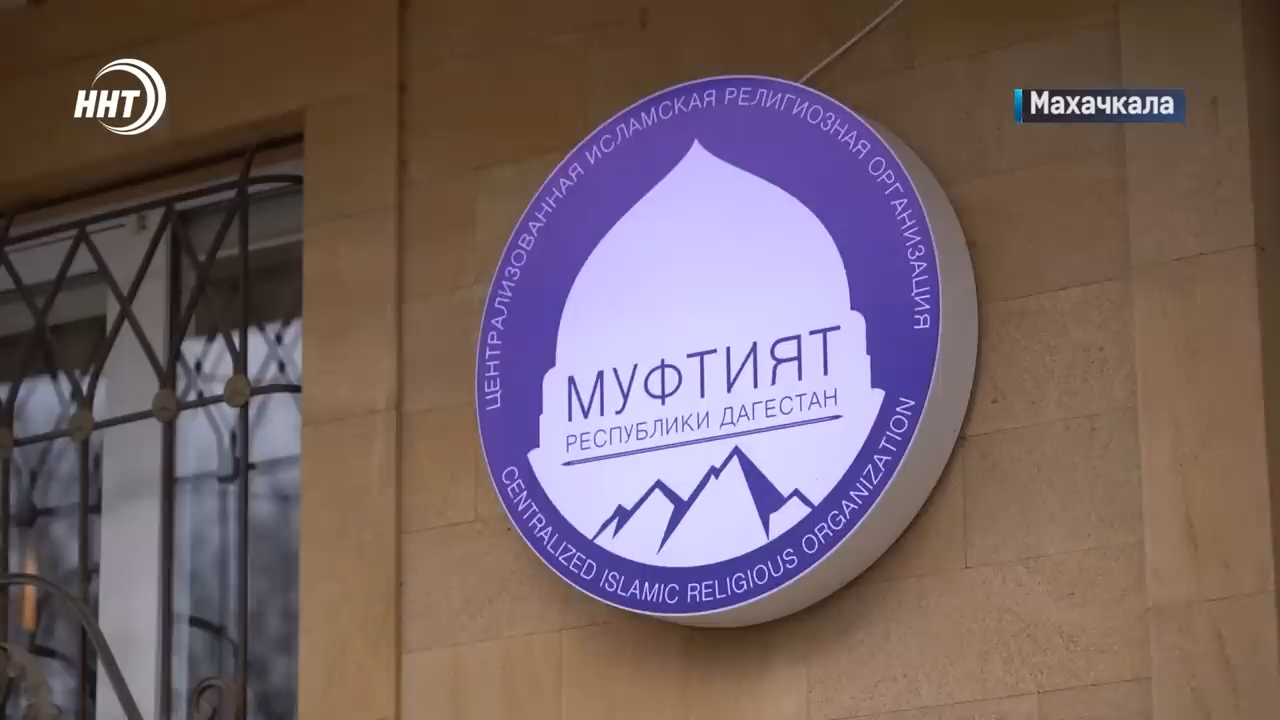 ННТ
Махачкала
ЦЕНТРАЛИЗОВАННАЯ ИСЛАМСКАЯ РЕЛИГИОЗНАЯ ОРГАНИЗАЦИЯ
МУФТИЯТ
РЕСПУБЛИКИ ДАГЕСТАН
CENTRALIZED ISLAMIC RELIGIOUS ORGANIZATION